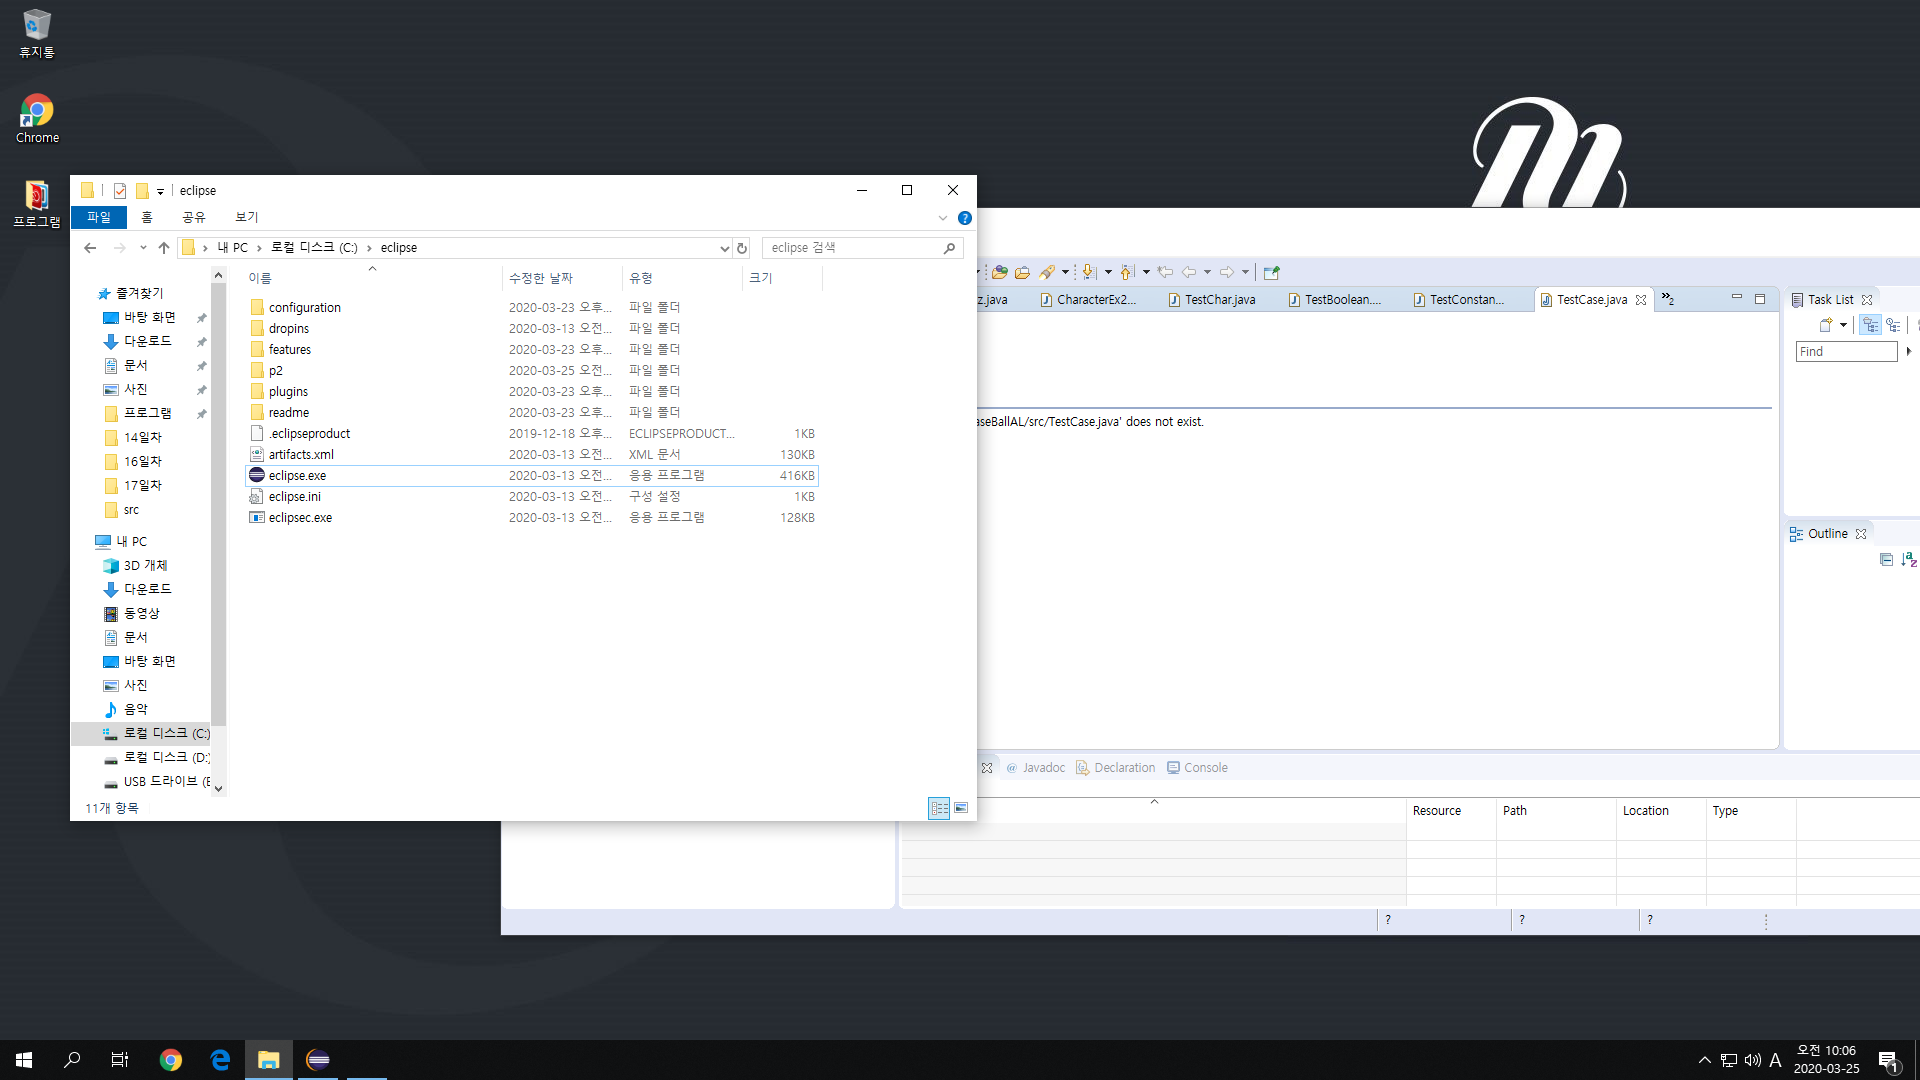 휴지통
Chrome
프로그램
eclipse
파일 홈 공유 보기
내 PC 로컬 디스크 (C:) eclipse
eclipse 검색
이름 수정한 날짜 유형 크기
configuration 2020-03-23 오후... 파일 폴더
dropins 2020-03-13 오전... 파일 폴더
features 2020-03-23 오후... 파일 폴더
p2 2020-03-25 오전... 파일 폴더
plugins 2020-03-23 오후... 파일 폴더
readme 2020-03-23 오후... 파일 폴더
.eclipseproduct 2019-12-18 오후... ECLIPSEPRODUCT... 1KB
artifacts.xml 2020-03-13 오전... XML 문서 130KB
eclipse.exe 2020-03-13 오전... 응용 프로그램 416KB
eclipse.ini 2020-03-13 오전... 구성 설정 1KB
eclipsec.exe 2020-03-13 오전... 응용 프로그램 128KB
즐겨찾기
바탕 화면
다운로드
문서
사진
프로그램
14일차
16일차
17일차
src
내 PC
3D 개체
다운로드
동영상
문서
바탕 화면
사진
음악
로컬 디스크 (C:)
로컬 디스크 (D:)
USB 드라이브 (E
11개 항목
z.java CharacterEx2... TestChar.java TestBoolean.... TestConstan... TestCase.java »2
aseBallAL/src/TestCase.java' does not exist.
Task List
Find
Outline
@ Javadoc Declaration Console
Resource Path Location Type
? ? ?
A
오전 10:06
2020-03-25
1